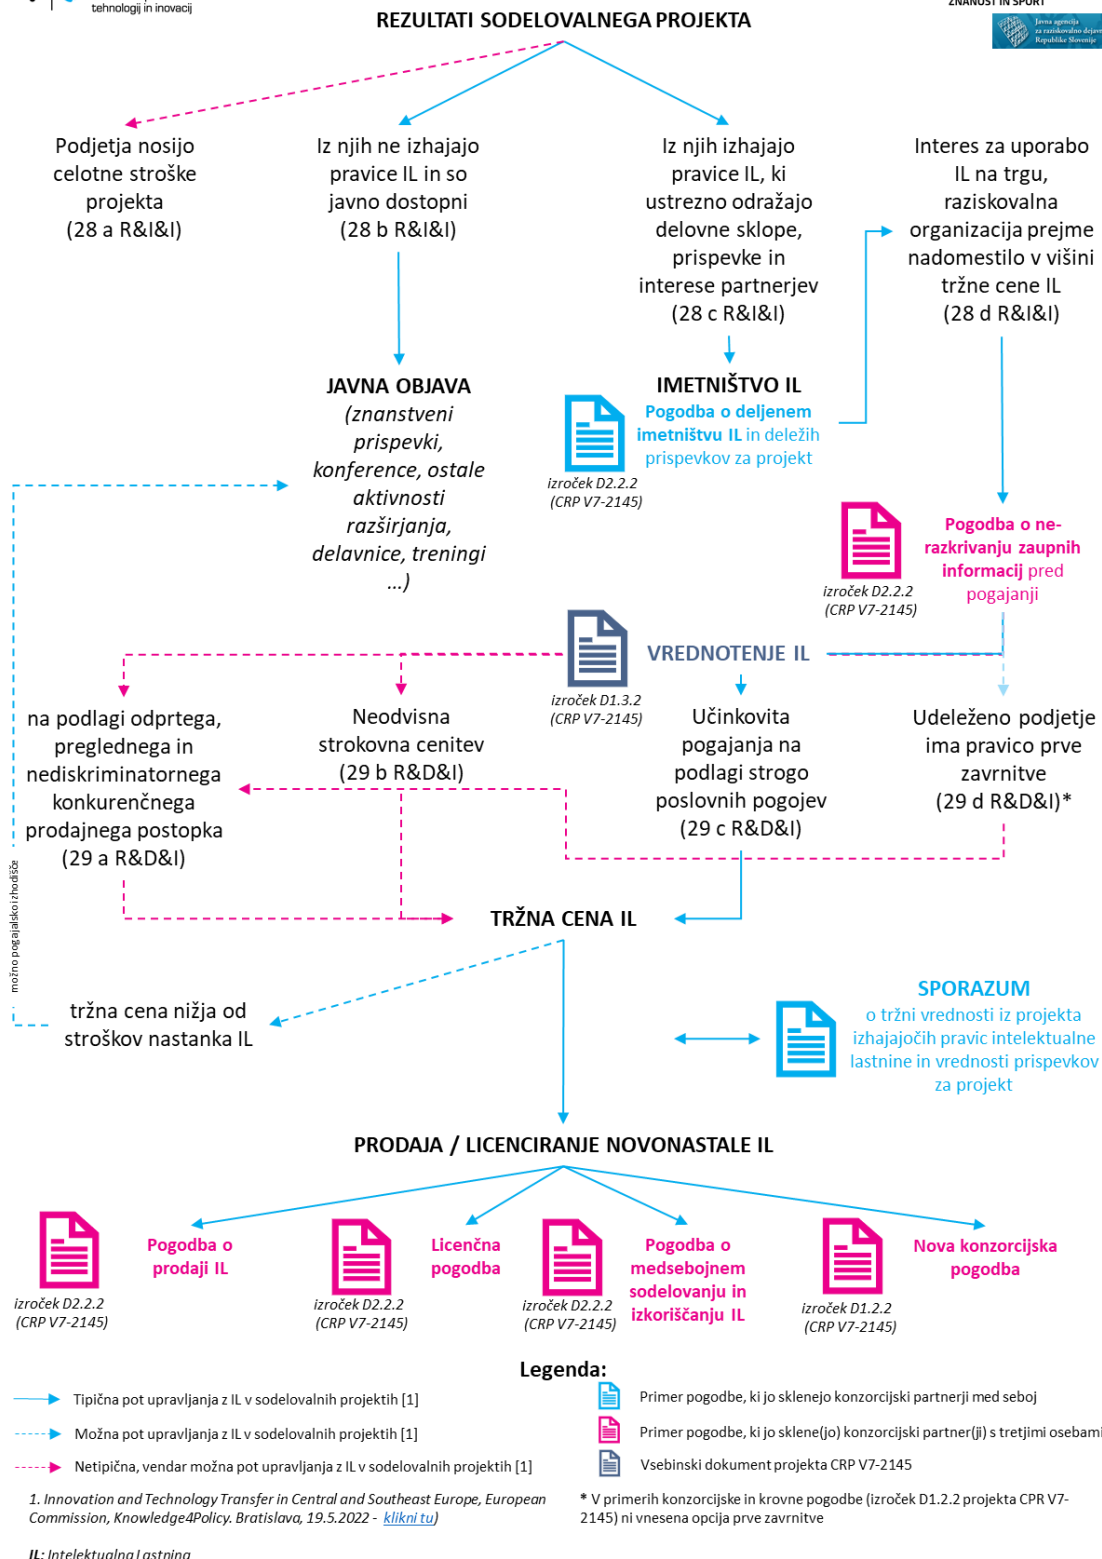 tehnologij in inovacij
ZNANOST IN ŠPORT
Javna agencija
za raziskovalno dejav
Republike Slovenije
REZULTATI SODELOVALNEGA PROJEKTA
Podjetja nosijo
celotne stroške
projekta
(28 a R&I&I)
Iz njih ne izhajajo
pravice IL in so
javno dostopni
(28 b R&I&I)
Iz njih izhajajo
pravice IL, ki
ustrezno odražajo
delovne sklope,
prispevke in
interese partnerjev
(28 c R&I&I)
Interes za uporabo
IL na trgu,
raziskovalna
organizacija prejme
nadomestilo v višini
tržne cene IL
(28 d R&I&I)
JAVNA OBJAVA
(znanstveni
prispevki,
konference, ostale
aktivnosti
razširjanja,
delavnice, treningi
...)
IMETNIŠTVO IL
Pogodba o deljenem
imetništvu IL in deležih
prispevkov za projekt
izroček D2.2.2
(CRP V7-2145)
Pogodba o ne-
razkrivanju zaupnih
informacij pred
pogajanji
izroček D2.2.2
(CRP V7-2145)
VREDNOTENJE IL
izroček D1.3.2
(CRP V7-2145)
na podlagi odprtega,
preglednega in
nediskriminatornega
konkurenčnega
prodajnega postopka
(29 a R&D&I)
Neodvisna
strokovna cenitev
(29 b R&D&I)
Učinkovita
pogajanja na
podlagi strogo
poslovnih pogojev
(29 c R&D&I)
Udeleženo podjetje
ima pravico prve
zavrnitve
(29 d R&D&I)*
možno pogajalsko izhodišče
TRŽNA CENA IL
tržna cena nižja od
stroškov nastanka IL
SPORAZUM
o tržni vrednosti iz projekta
izhajajočih pravic intelektualne
lastnine in vrednosti prispevkov
za projekt
PRODAJA / LICENCIRANJE NOVONASTALE IL
Pogodba o
prodaji IL
izroček D2.2.2
(CRP V7-2145)
Licenčna
pogodba
izroček D2.2.2
(CRP V7-2145)
Pogodba o
medsebojnem
sodelovanju in
izkoriščanju IL
izroček D2.2.2
(CRP V7-2145)
Nova konzorcijska
pogodba
izroček D1.2.2
(CRP V7-2145)
Legenda:
Tipična pot upravljanja z IL v sodelovalnih projektih [1]
Možna pot upravljanja z IL v sodelovalnih projektih [1]
Netipična, vendar možna pot upravljanja z IL v sodelovalnih projektih [1]
Primer pogodbe, ki jo sklenejo konzorcijski partnerji med seboj
Primer pogodbe, ki jo sklene(jo) konzorcijski partner(ji) s tretjimi osebami
Vsebinski dokument projekta CRP V7-2145
1. Innovation and Technology Transfer in Central and Southeast Europe, European
Commission, Knowledge4Policy. Bratislava, 19.5.2022 - klikni tu)
* V primerih konzorcijske in krovne pogodbe (izroček D1.2.2 projekta CPR V7-
2145) ni vnesena opcija prve zavrnitve
IL: Intelektualna Lastnina